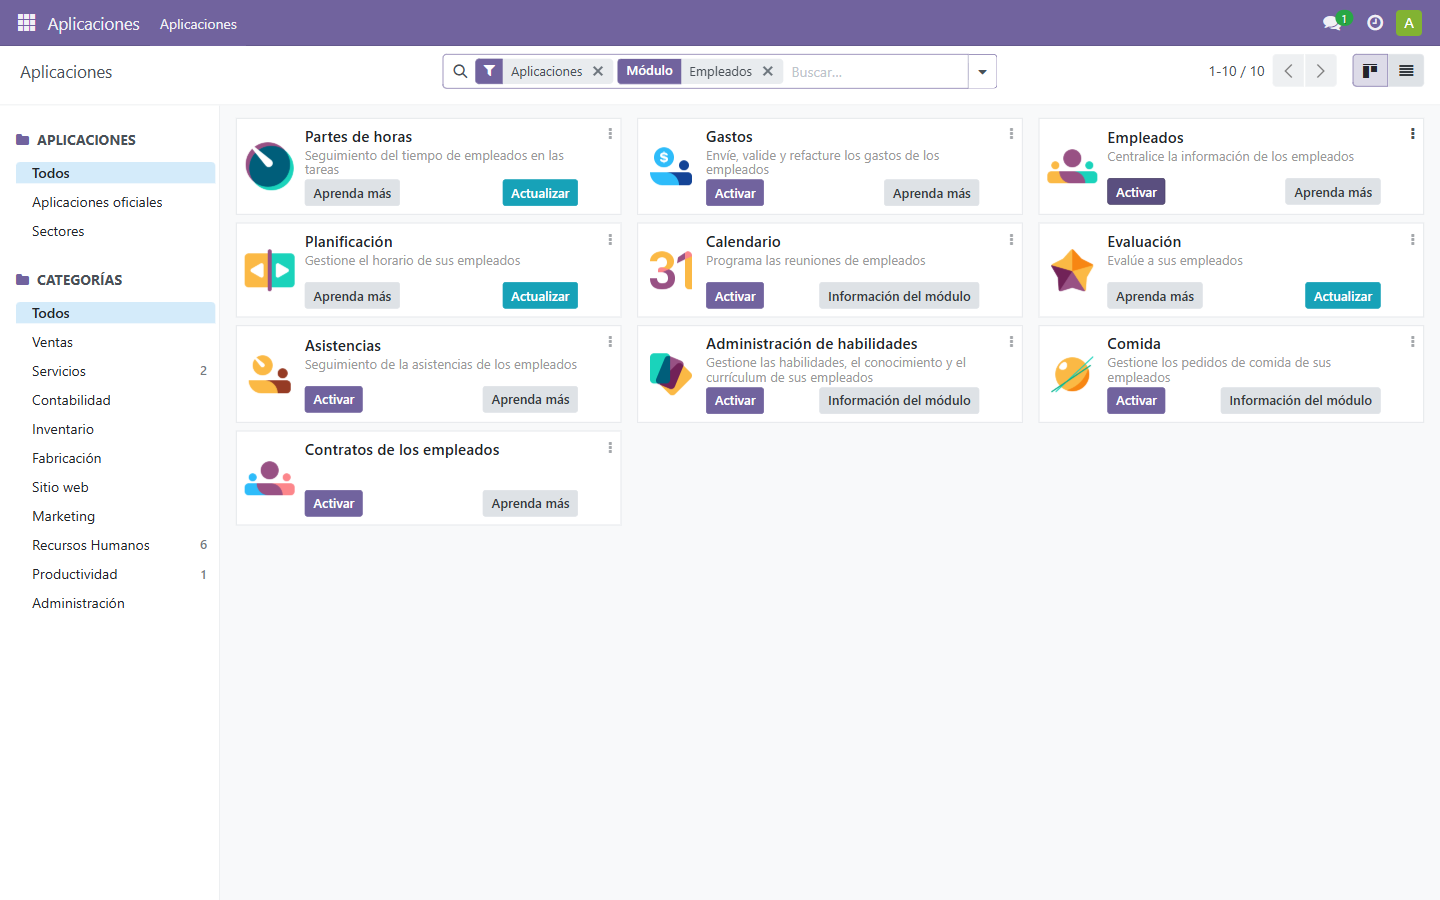 Aplicaciones
Aplicaciones
1
A
Aplicaciones
Aplicaciones
Módulo
Empleados
Buscar...
1-10 / 10
APLICACIONES
Todos
Aplicaciones oficiales
Sectores
CATEGORÍAS
Todos
Ventas
Servicios 2
Contabilidad
Inventario
Fabricación
Sitio web
Marketing
Recursos Humanos 6
Productividad 1
Administración
Partes de horas
Seguimiento del tiempo de empleados en las
tareas
Aprenda más
Actualizar
Gastos
Envíe, valide y refacture los gastos de los
empleados
Activar
Aprenda más
Empleados
Centralice la información de los empleados
Activar
Aprenda más
Planificación
Gestione el horario de sus empleados
Aprenda más
Actualizar
31
Calendario
Programa las reuniones de empleados
Activar
Información del módulo
Evaluación
Evalúe a sus empleados
Aprenda más
Actualizar
Asistencias
Seguimiento de la asistencias de los empleados
Activar
Aprenda más
Administración de habilidades
Gestione las habilidades, el conocimiento y el
currículum de sus empleados
Activar
Información del módulo
Comida
Gestione los pedidos de comida de sus
empleados
Activar
Información del módulo
Contratos de los empleados
Activar
Aprenda más